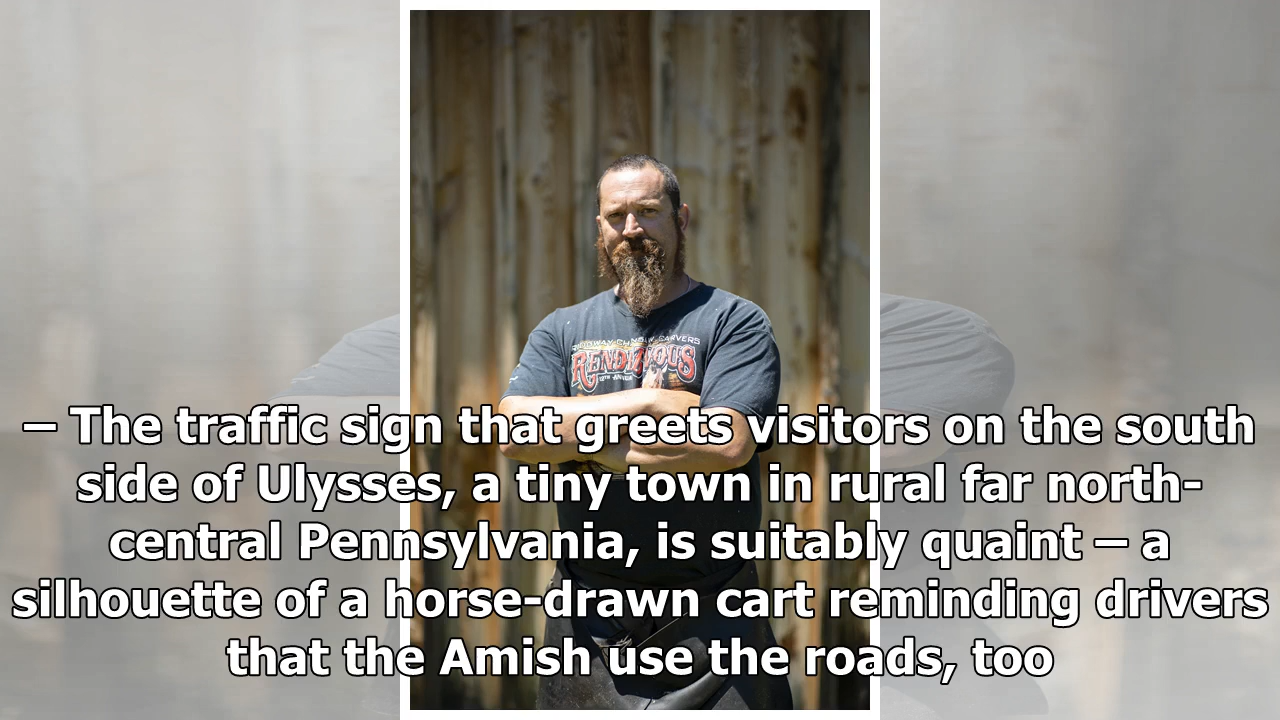 RENDEZVOUS
– The traffic sign that greets visitors on the south
side of Ulysses, a tiny town in rural far north-
central Pennsylvania, is suitably quaint – a
silhouette of a horse-drawn cart reminding drivers
that the Amish use the roads, too